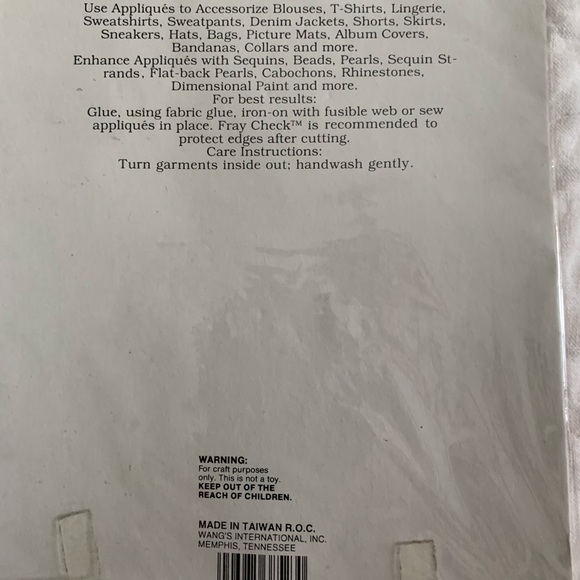 Use Appliqués to Accessorize Blouses, T-Shirts, Lingerie,
Sweatshirts, Sweatpants, Denim Jackets, Shorts, Skirts,
Sneakers, Hats, Bags, Picture Mats, Album Covers,
Bandanas, Collars and more.
Enhance Appliqués with Sequins, Beads, Pearls, Sequin St-
rands, Flat-back Pearls, Cabochons, Rhinestones,
Dimensional Paint and more.
For best results:
Glue, using fabric glue, iron-on with fusible web or sew
appliqués in place. Fray Check™ is recommended to
protect edges after cutting.
Care Instructions:
Turn garments inside out; handwash gently.
WARNING:
For craft purposes
only. This is not a toy.
KEEP OUT OF THE
REACH OF CHILDREN.
MADE IN TAIWAN R.O.C.
WANG'S INTERNATIONAL, INC.
MEMPHIS, TENNESSEE